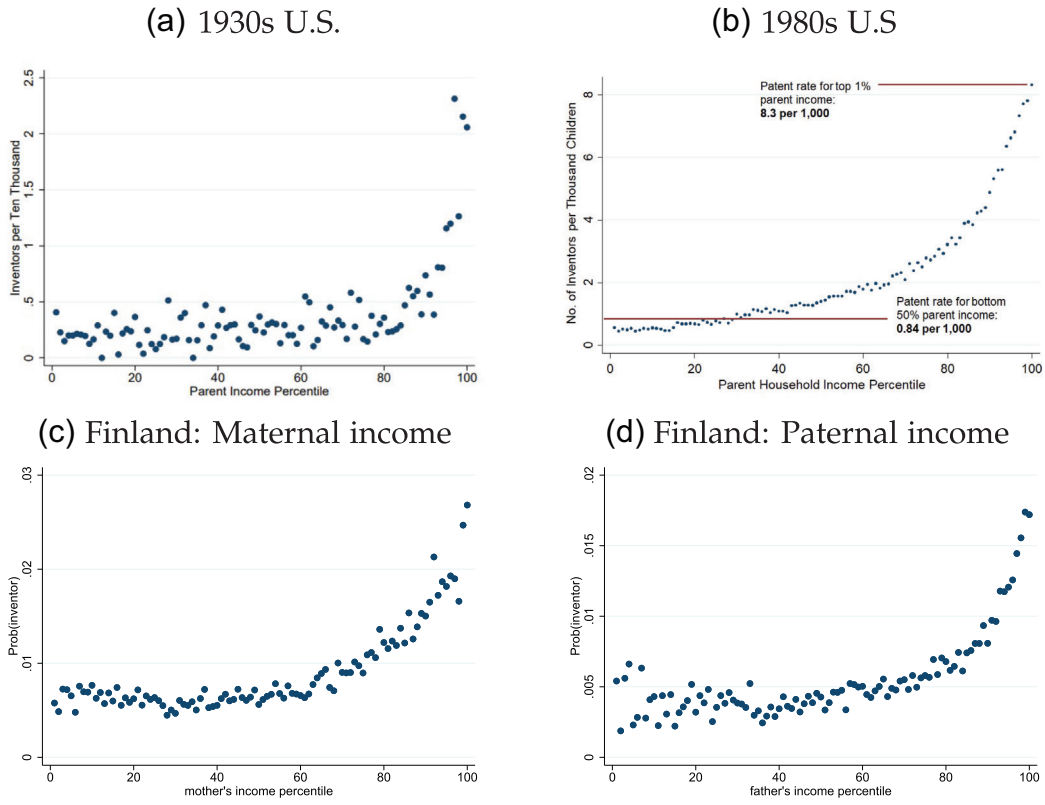 (a) 1930s U.S.
2.5
2
1.5
1
.5
0
Inventors per Ten Thousand
0 20 40 60 80 100
Parent Income Percentile
(b) 1980s U.S
8
6
4
2
0
No. of Inventors per Thousand Children
Patent rate for top 1%
parent income:
8.3 per 1,000
Patent rate for bottom
50% parent income:
0.84 per 1,000
0 20 40 60 80 100
Parent Household Income Percentile
(c) Finland: Maternal income
.03
.02
.01
0
Prob(inventor)
0 20 40 60 80 100
mother's income percentile
(d) Finland: Paternal income
.02
.015
.01
.005
0
Prob(inventor)
0 20 40 60 80 100
father's income percentile